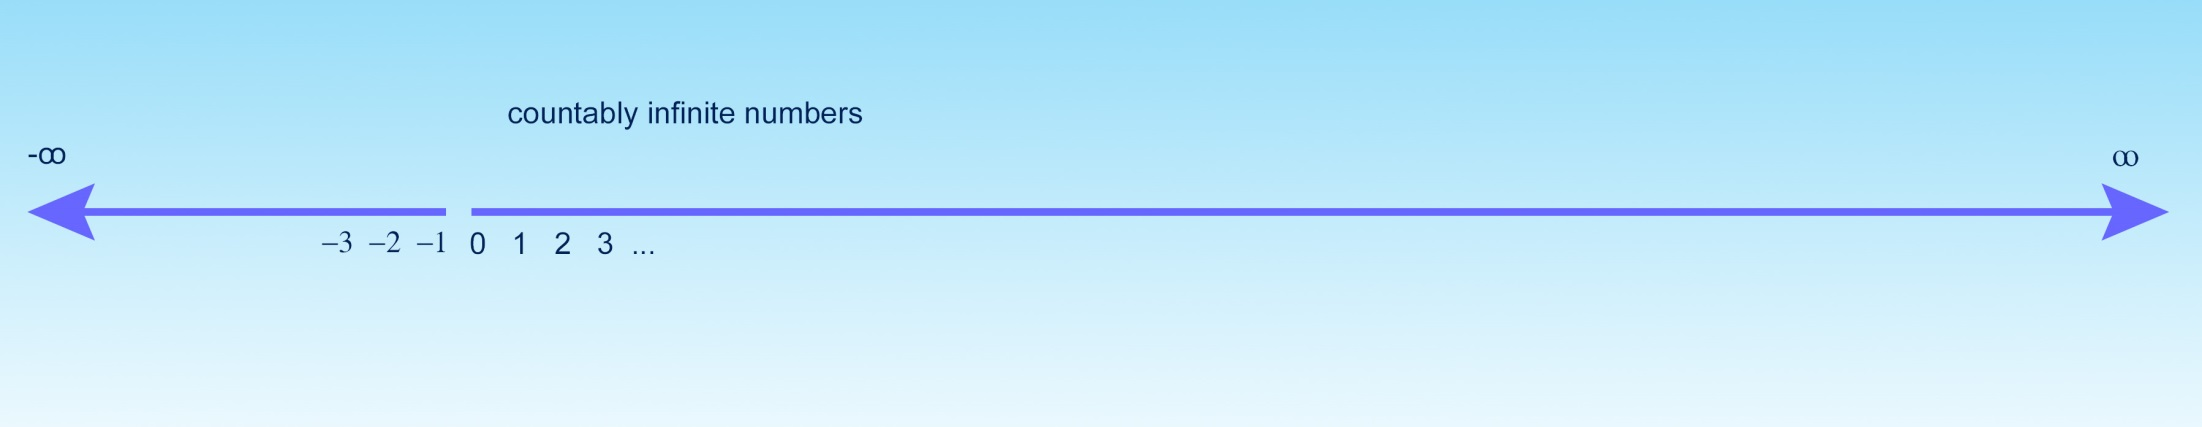 countably infinite numbers
-∞ ∞
−3 −2 −1 0 1 2 3 ...